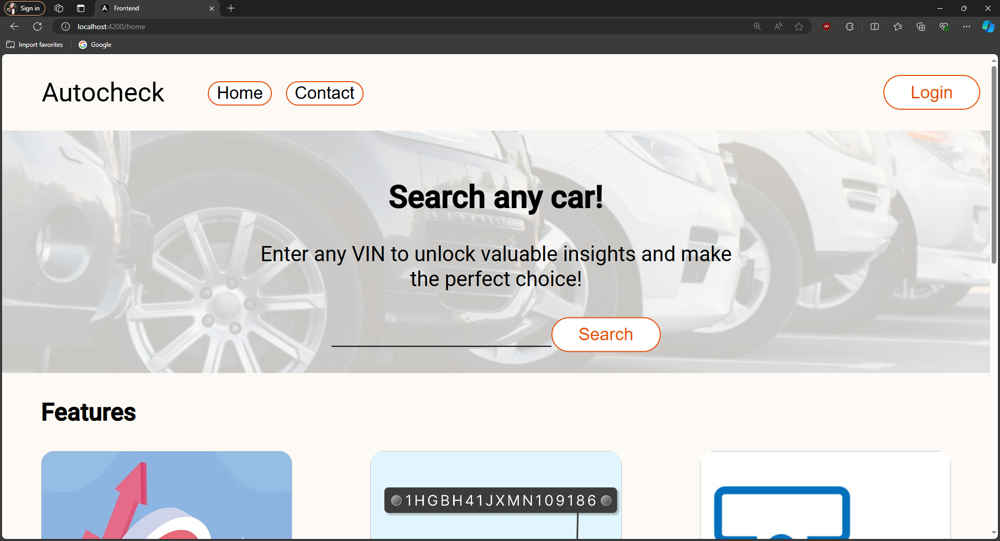 Sign in
Frontend
localhost:4200/home
Import favorites
Google
Autocheck
Home
Contact
Login
Search any car!
Enter any VIN to unlock valuable insights and make
the perfect choice!
Search
Features
1HGBH41JXMN109186